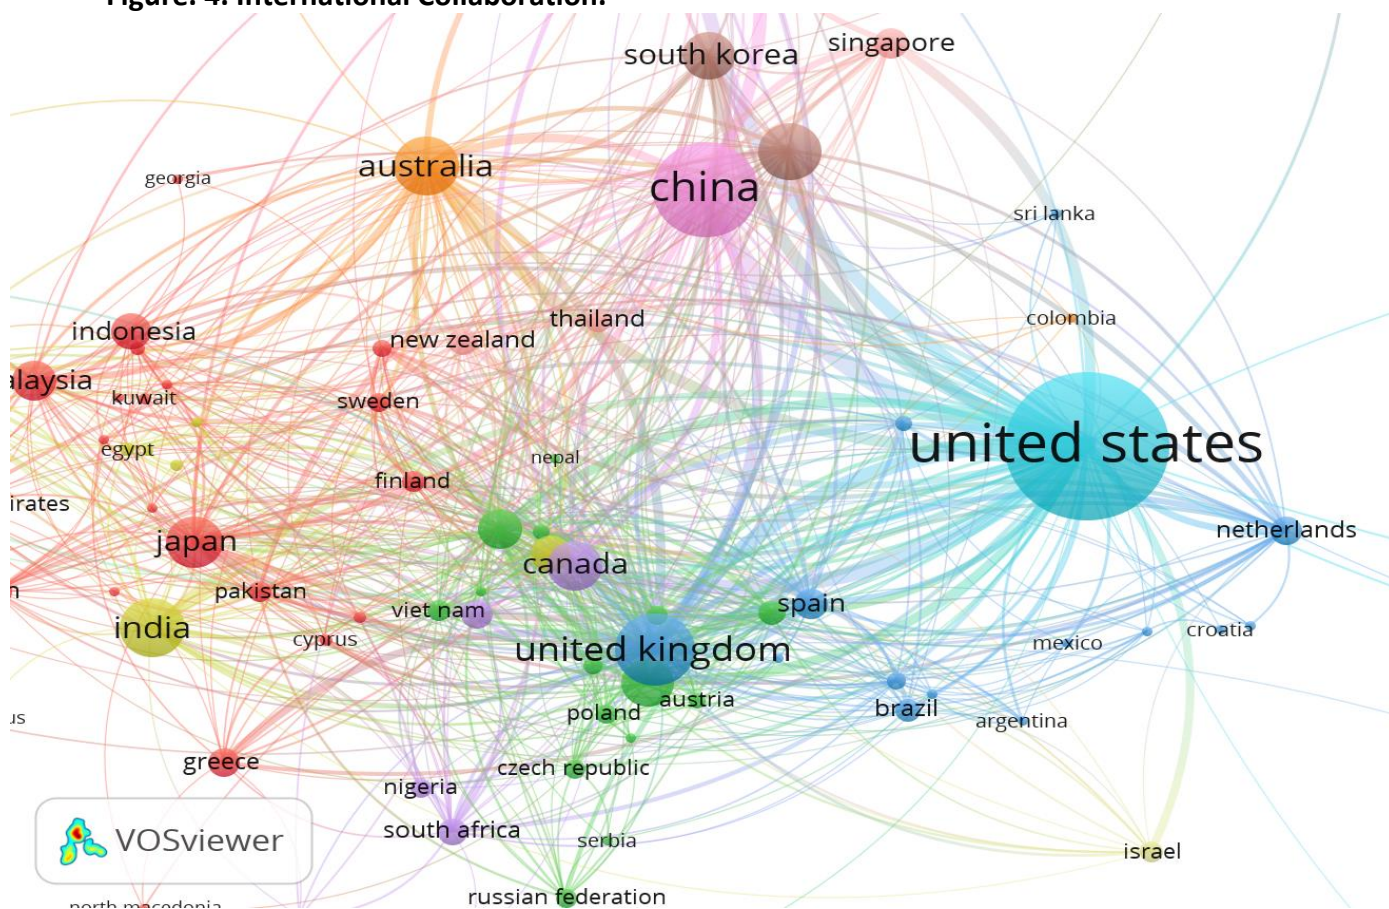 Figure. 4. International Collaboration.
south korea
singapore
australia
china
georgia
sri lanka
indonesia
new zealand
thailand
colombia
alaysia
kuwait
sweden
united states
egypt
nepal
finland
irates
japan
netherlands
canada
n
pakistan
viet nam
spain
india
cyprus
united kingdom
mexico
croatia
austria
us
poland
brazil
argentina
greece
czech republic
nigeria
south africa
VOSviewer
serbia
israel
russian federation
north macedonia